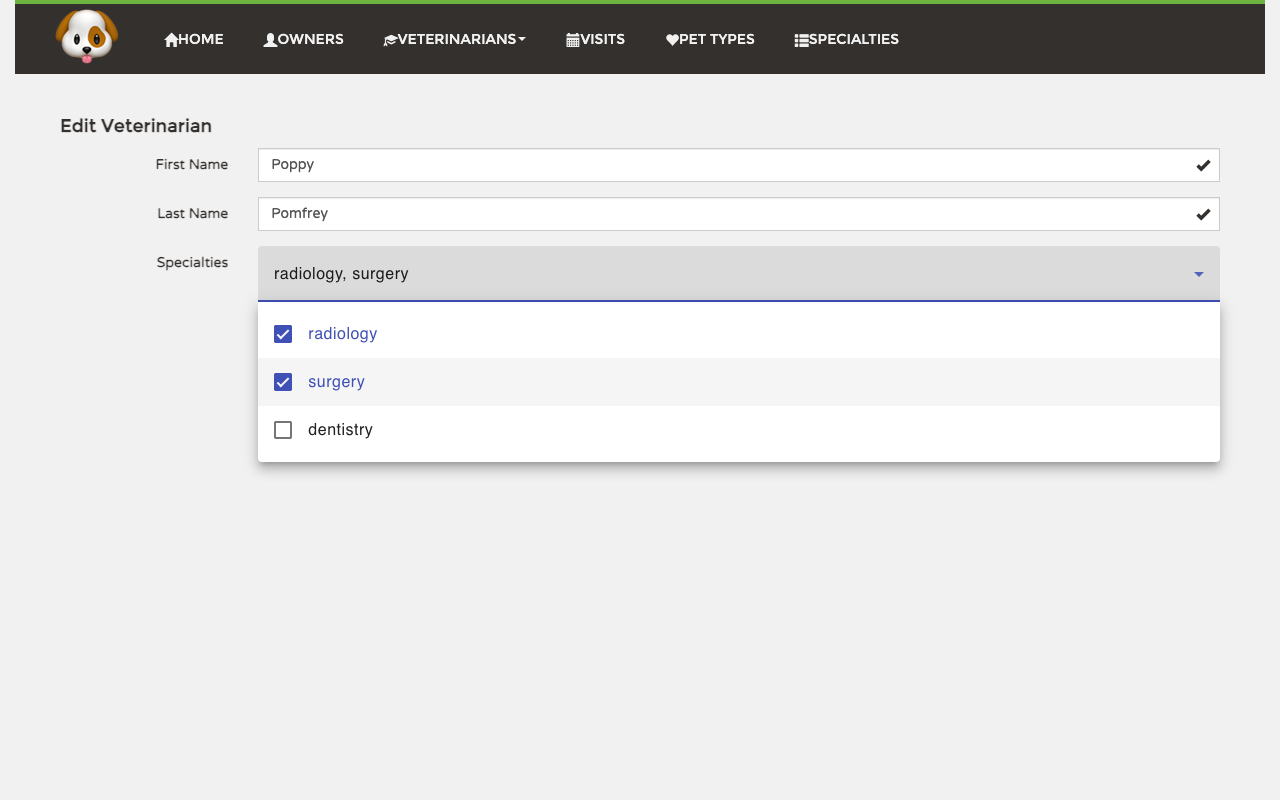 HOME OWNERS VETERINARIANS VISITS PET TYPES SPECIALTIES
Edit Veterinarian
First Name Poppy
Last Name Pomfrey
Specialties radiology, surgery
radiology
surgery
dentistry